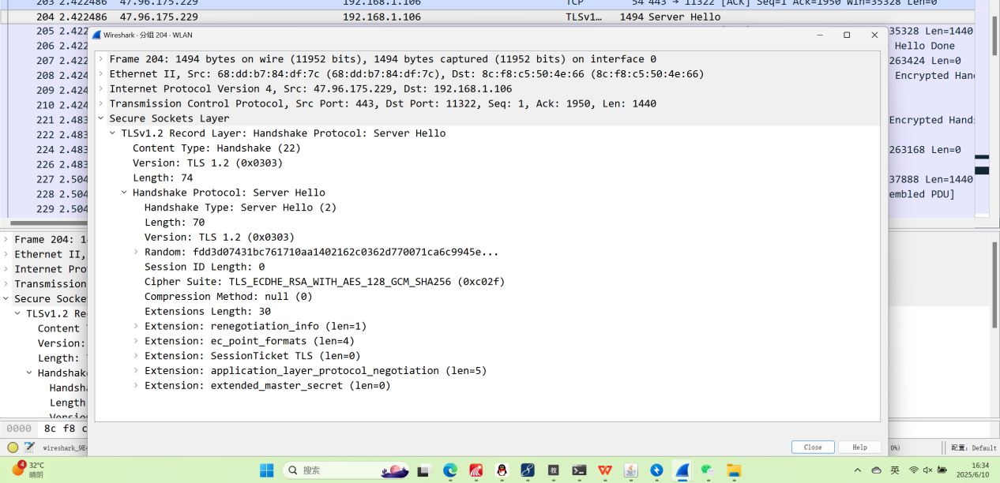 203 2.422486 47.96.175.229 192.168.1.106 TCP 54 443 → 11322 [ACK] Seq=1 Ack=1950 Win=35328 Len=0
204 2.422486 47.96.175.229 192.168.1.106 TLSv1… 1494 Server Hello
205 2.422
35328 Len=1440
206 2.422
Hello Done
207 2.422
263424 Len=0
208 2.424
Encrypted Han
209 2.424
210 2.424
221 2.483
Encrypted Hand
222 2.483
224 2.483
263168 Len=0
226 2.483
227 2.504
37888 Len=1440
228 2.504
embled PDU]
229 2.504
Wireshark · 分组 204 · WLAN
Frame 204: 1494 bytes on wire (11952 bits), 1494 bytes captured (11952 bits) on interface 0
Ethernet II, Src: 68:dd:b7:84:df:7c (68:dd:b7:84:df:7c), Dst: 8c:f8:c5:50:4e:66 (8c:f8:c5:50:4e:66)
Internet Protocol Version 4, Src: 47.96.175.229, Dst: 192.168.1.106
Transmission Control Protocol, Src Port: 443, Dst Port: 11322, Seq: 1, Ack: 1950, Len: 1440
Secure Sockets Layer
TLSv1.2 Record Layer: Handshake Protocol: Server Hello
Content Type: Handshake (22)
Version: TLS 1.2 (0x0303)
Length: 74
Handshake Protocol: Server Hello
Handshake Type: Server Hello (2)
Length: 70
Version: TLS 1.2 (0x0303)
Random: fdd3d07431bc761710aa1402162c0362d770071ca6c9945e...
Session ID Length: 0
Cipher Suite: TLS_ECDHE_RSA_WITH_AES_128_GCM_SHA256 (0xc02f)
Compression Method: null (0)
Extensions Length: 30
Extension: renegotiation_info (len=1)
Extension: ec_point_formats (len=4)
Extension: SessionTicket TLS (len=0)
Extension: application_layer_protocol_negotiation (len=5)
Extension: extended_master_secret (len=0)
Close Help
Frame 204: 1
Ethernet II,
Internet Pro
Transmission
Secure Socke
TLSv1.2 Re
Content
Version:
Length:
Handshak
Handsh
Length
Version
0000 8c f8 c
wireshark_9E
0%)
配置: Default
4
32°C
晴朗
搜索
英
16:34
2025/6/10